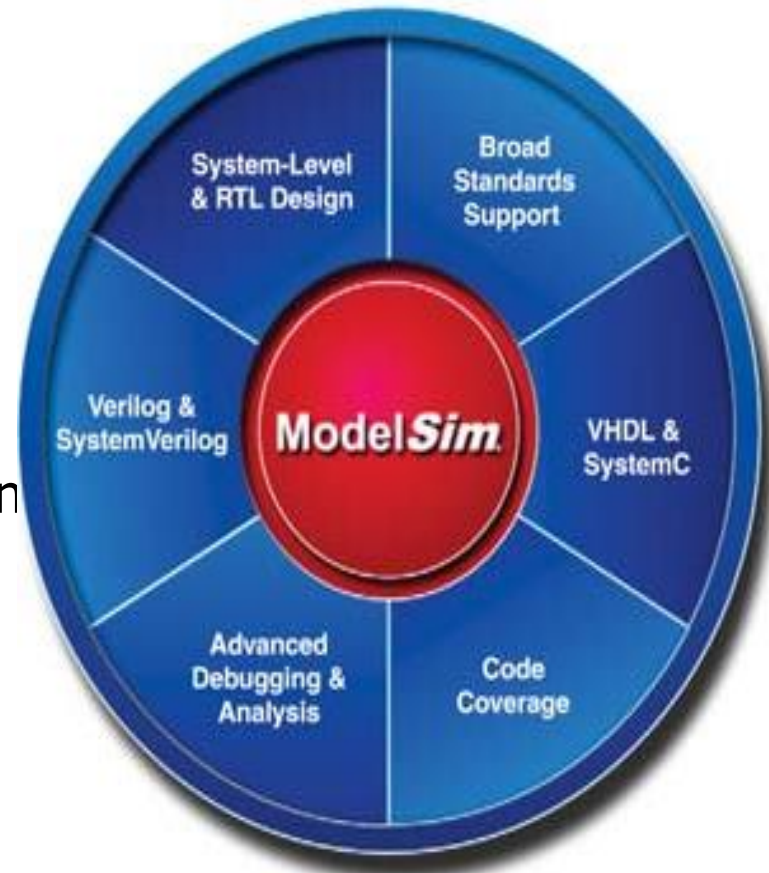 System-Level
& RTL Design
Broad
Standards
Support
Verilog &
SystemVerilog
ModelSim
VHDL &
SystemC
Advanced
Debugging &
Analysis
Code
Coverage